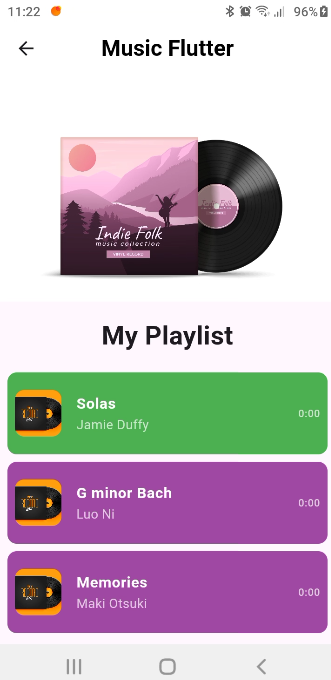 11:22
96%
Music Flutter
Indie Folk
music collection
VINYL RECORD
Indie Folk
My Playlist
Solas
Jamie Duffy
0:00
G minor Bach
Luo Ni
0:00
Memories
Maki Otsuki
0:00